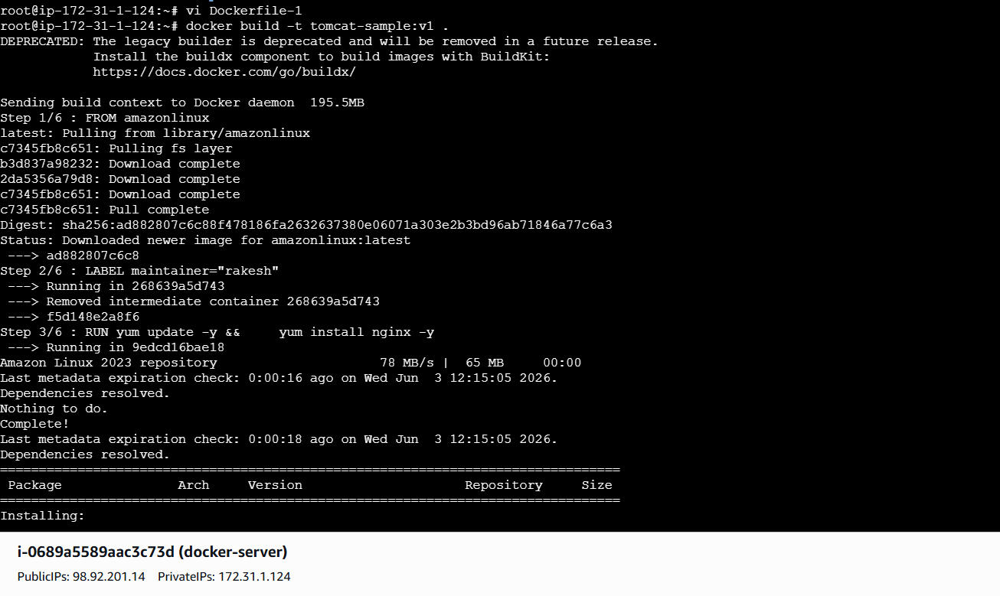 root@ip-172-31-1-124:~# vi Dockerfile-1
root@ip-172-31-1-124:~# docker build -t tomcat-sample:v1 .
DEPRECATED: The legacy builder is deprecated and will be removed in a future release.
            Install the buildx component to build images with BuildKit:
            https://docs.docker.com/go/buildx/

Sending build context to Docker daemon  195.5MB
Step 1/6 : FROM amazonlinux
latest: Pulling from library/amazonlinux
c7345fb8c651: Pulling fs layer
b3d837a98232: Download complete
2da5356a79d8: Download complete
c7345fb8c651: Download complete
c7345fb8c651: Pull complete
Digest: sha256:ad882807c6c88f478186fa2632637380e06071a303e2b3bd96ab71846a77c6a3
Status: Downloaded newer image for amazonlinux:latest
 ---> ad882807c6c8
Step 2/6 : LABEL maintainer="rakesh"
 ---> Running in 268639a5d743
 ---> Removed intermediate container 268639a5d743
 ---> f5d148e2a8f6
Step 3/6 : RUN yum update -y &&     yum install nginx -y
 ---> Running in 9edcd16bae18
Amazon Linux 2023 repository                     78 MB/s |  65 MB     00:00
Last metadata expiration check: 0:00:16 ago on Wed Jun  3 12:15:05 2026.
Dependencies resolved.
Nothing to do.
Complete!
Last metadata expiration check: 0:00:18 ago on Wed Jun  3 12:15:05 2026.
Dependencies resolved.
================================================================================
 Package               Arch     Version                     Repository     Size
================================================================================
Installing:
i-0689a5589aac3c73d (docker-server)
PublicIPs: 98.92.201.14    PrivateIPs: 172.31.1.124